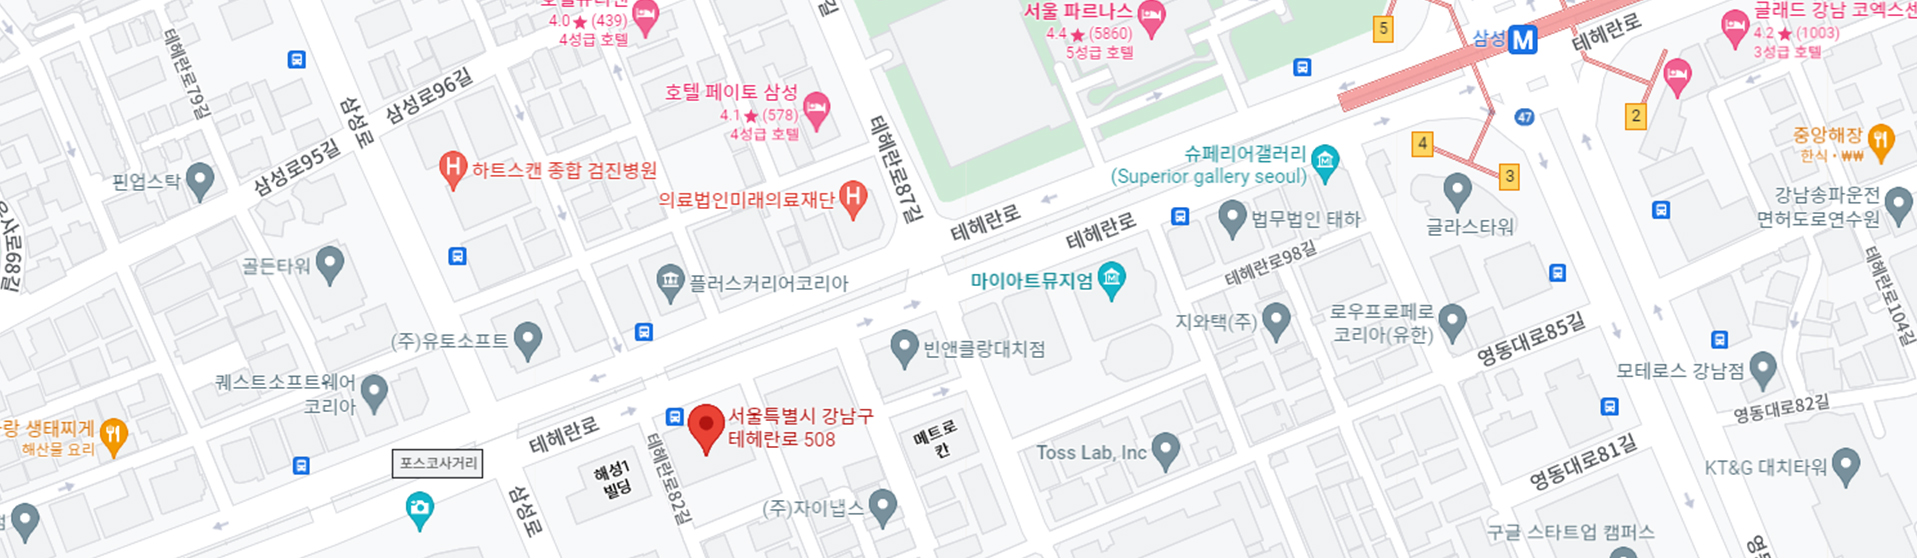 4.0★(439)
4성급 호텔
서울 파르나스
4.4★(5860)
5성급 호텔
5
삼성
M
테헤란로
글래드 강남 코엑스센
4.2★(1003)
3성급 호텔
테헤란로79길
삼성로
삼성로96길
호텔 페이토 삼성
4.1★(578)
4성급 호텔
테헤란로87길
47
2
4
3
중앙해장
한식·₩₩
삼성로95길
핀업스탁
하트스캔 종합 검진병원
의료법인미래의료재단
슈페리어갤러리
(Superior gallery seoul)
법무법인 태하
글라스타워
강남송파운전
면허도로연수원
테헤란로
테헤란로
테헤란로98길
테헤란로104길
골든타워
플러스커리어코리아
마이아트뮤지엄
지와택(주)
로우프로페로
코리아(유한)
영동대로85길
(주)유토소프트
빈앤클랑대치점
모테로스 강남점
퀘스트소프트웨어
코리아
영동대로82길
랑 생태찌게
해산물 요리
포스코사거리
테헤란로
서울특별시 강남구
테헤란로 508
메트로
칸
Toss Lab, Inc
영동대로81길
KT&G 대치타워
해성1
빌딩
테헤란로82길
삼성로
(주)자이냅스
구글 스타트업 캠퍼스